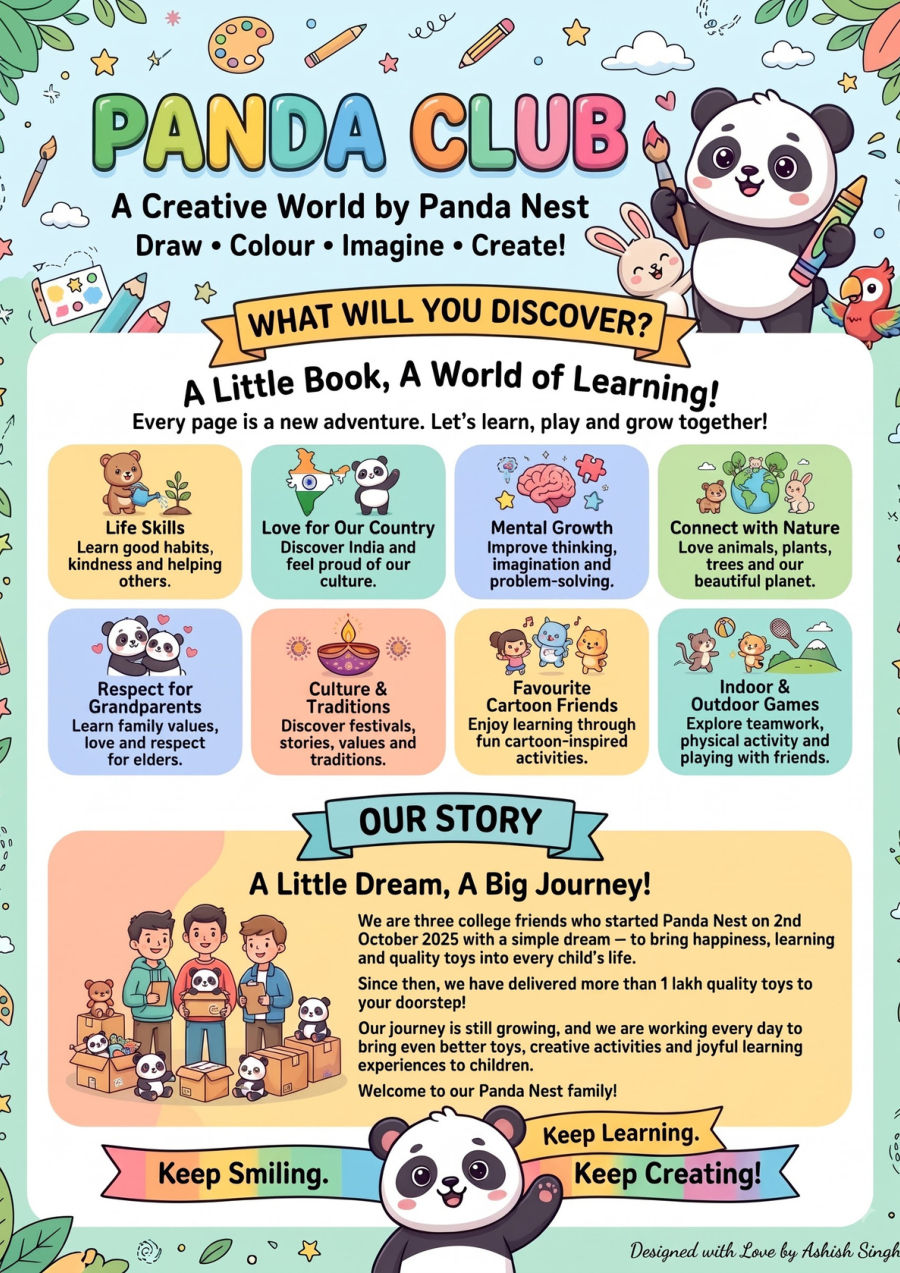 PANDA CLUB
A Creative World by Panda Nest
Draw • Colour • Imagine • Create!
WHAT WILL YOU DISCOVER?
A Little Book, A World of Learning!
Every page is a new adventure. Let's learn, play and grow together!
Life Skills
Learn good habits,
kindness and helping
others.
Love for Our Country
Discover India and
feel proud of our
culture.
Mental Growth
Improve thinking,
imagination and
problem-solving.
Connect with Nature
Love animals, plants,
trees and our
beautiful planet.
Respect for
Grandparents
Learn family values,
love and respect
for elders.
Culture &
Traditions
Discover festivals,
stories, values and
traditions.
Favourite
Cartoon Friends
Enjoy learning through
fun cartoon-inspired
activities.
Indoor &
Outdoor Games
Explore teamwork,
physical activity and
playing with friends.
OUR STORY
A Little Dream, A Big Journey!
We are three college friends who started Panda Nest on 2nd
October 2025 with a simple dream — to bring happiness, learning
and quality toys into every child's life.
Since then, we have delivered more than 1 lakh quality toys to
your doorstep!
Our journey is still growing, and we are working every day to
bring even better toys, creative activities and joyful learning
experiences to children.
Welcome to our Panda Nest family!
Keep Smiling.
Keep Learning.
Keep Creating!
Designed with Love by Ashish Singh